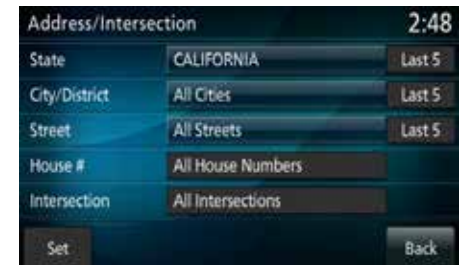 Address/Intersection 2:48
State CALIFORNIA Last 5
City/District All Cities Last 5
Street All Streets Last 5
House # All House Numbers
Intersection All Intersections
Set Back